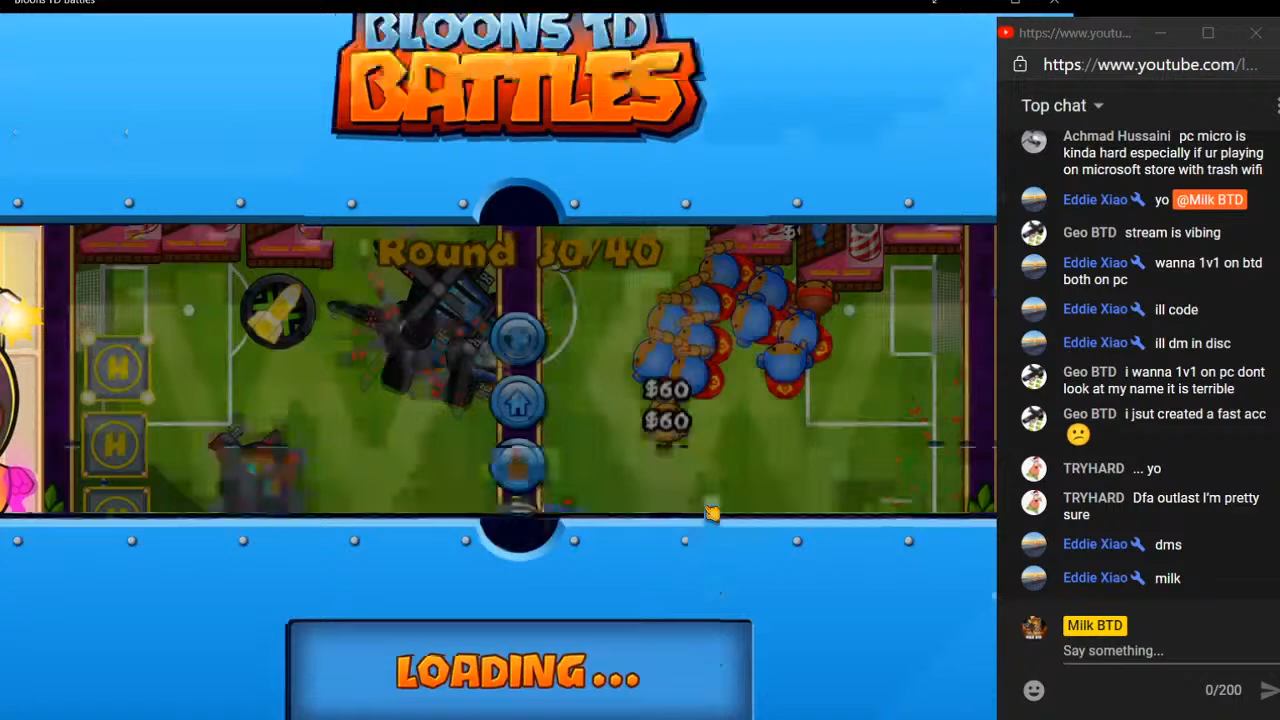 Bloons TD Battles
BLOONS TD
BATTLES
Round 30/40
H
H
H
$60
$60
LOADING...
https://www.youtu...
https://www.youtube.com/l...
Top chat
Achmad Hussaini pc micro is
kinda hard especially if ur playing
on microsoft store with trash wifi
Eddie Xiao yo @Milk BTD
Geo BTD stream is vibing
Eddie Xiao wanna 1v1 on btd
both on pc
Eddie Xiao ill code
Eddie Xiao ill dm in disc
Geo BTD i wanna 1v1 on pc dont
look at my name it is terrible
Geo BTD i jsut created a fast acc
TRYHARD ... yo
TRYHARD Dfa outlast I'm pretty
sure
Eddie Xiao dms
Eddie Xiao milk
Milk BTD
Say something...
0/200